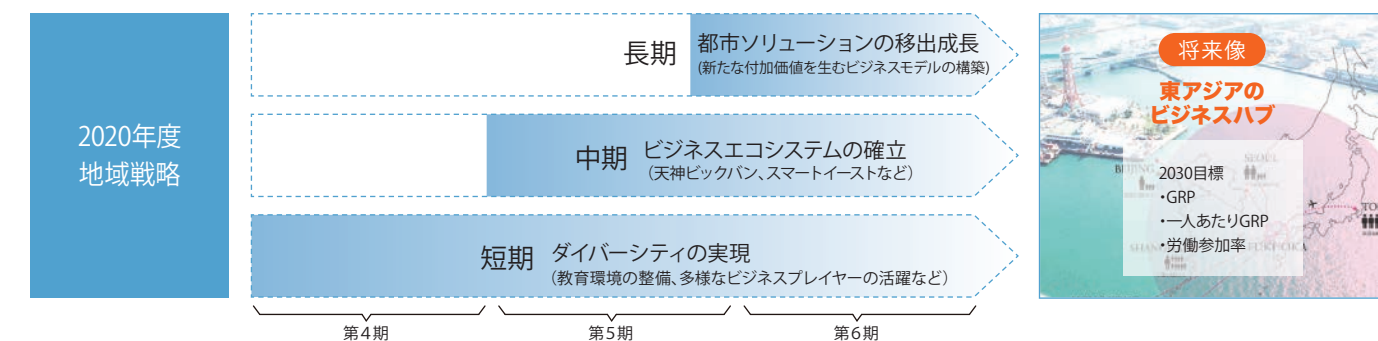 2020年度
地域戦略
長期
都市ソリューションの移出成長
(新たな付加価値を生むビジネスモデルの構築)
中期
ビジネスエコシステムの確立
(天神ビックバン、スマートイーストなど)
短期
ダイバーシティの実現
(教育環境の整備、多様なビジネスプレイヤーの活躍など)
第4期
第5期
第6期
将来像
東アジアの
ビジネスハブ
SEOUL
2030目標
・GRP
・一人あたりGRP
・労働参加率